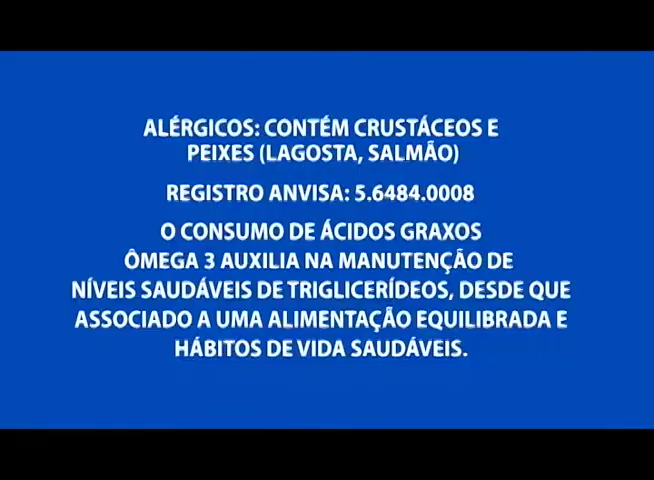 ALÉRGICOS: CONTÉM CRUSTÁCEOS E
PEIXES (LAGOSTA, SALMÃO)
REGISTRO ANVISA: 5.6484.0008
O CONSUMO DE ÁCIDOS GRAXOS
ÔMEGA 3 AUXILIA NA MANUTENÇÃO DE
NÍVEIS SAUDÁVEIS DE TRIGLICERÍDEOS, DESDE QUE
ASSOCIADO A UMA ALIMENTAÇÃO EQUILIBRADA E
HÁBITOS DE VIDA SAUDÁVEIS.